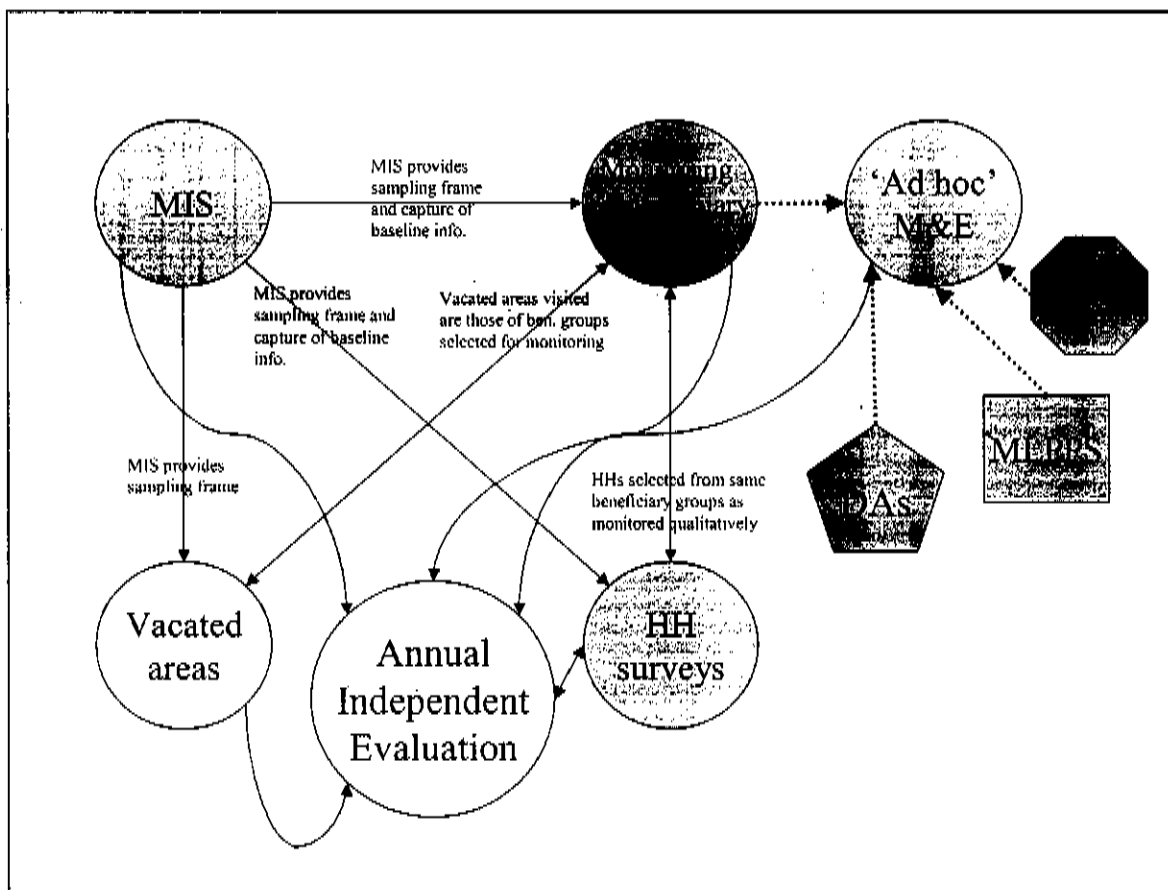 MIS
MIS provides
sampling frame
and capture of
baseline info.
'Ad hoc'
M&E
MIS provides
sampling frame and
capture of baseline
info.
Vacated areas visited
are those of ben. groups
selected for monitoring
MIS provides
sampling frame
HHs selected from same
beneficiary groups as
monitored qualitatively
DAs
Vacated
areas
Annual
Independent
Evaluation
HH
surveys